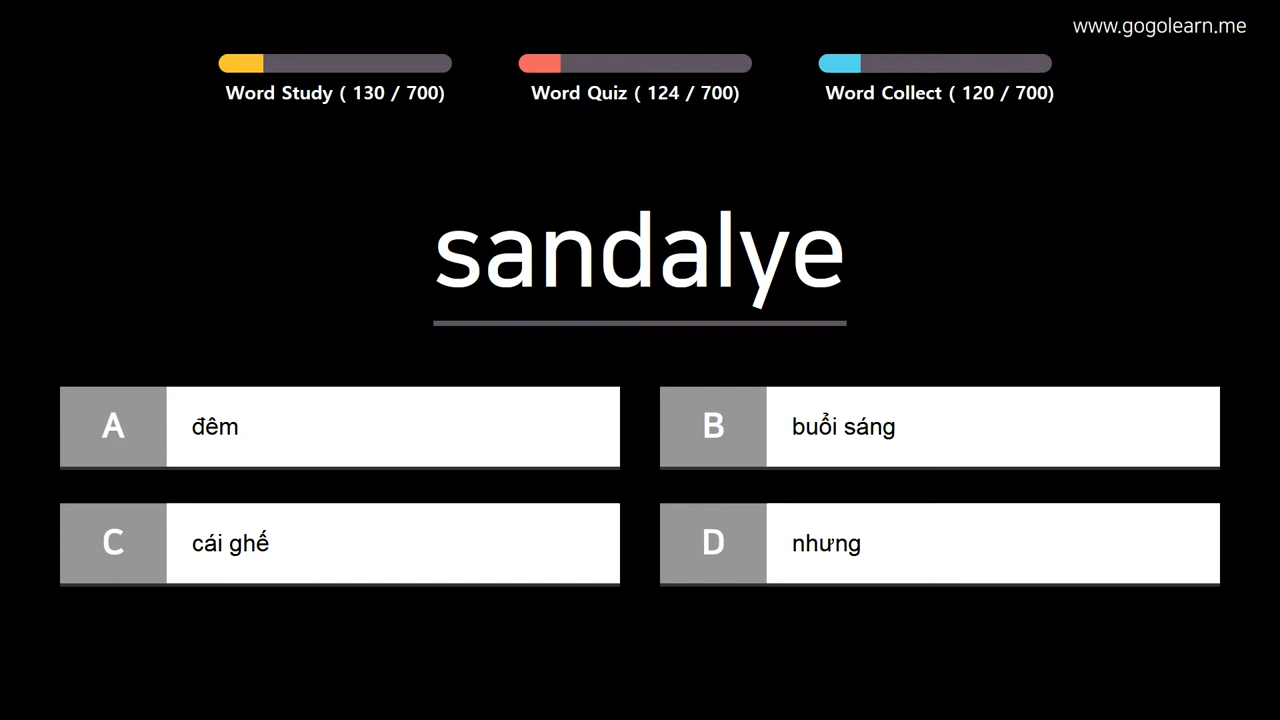 www.gogolearn.me
Word Study ( 130 / 700)
Word Quiz ( 124 / 700)
Word Collect ( 120 / 700)
sandalye
A đêm
B buổi sáng
C cái ghế
D nhưng